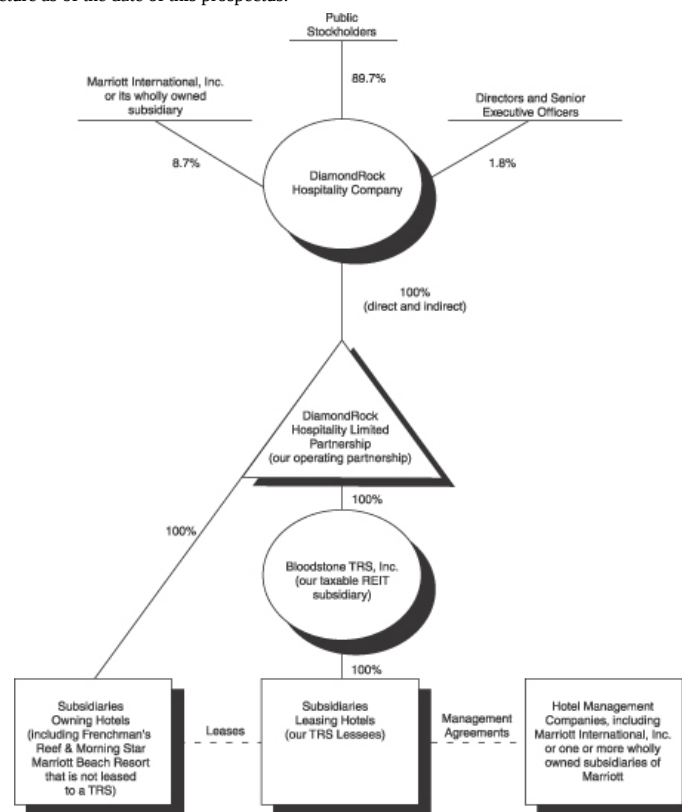 cture as of the date of this prospectus.
Public
Stockholders
89.7%
Marriott International, Inc.
or its wholly owned
subsidiary
Directors and Senior
Executive Officers
8.7%
1.8%
DiamondRock
Hospitality Company
100%
(direct and indirect)
DiamondRock
Hospitality Limited
Partnership
(our operating partnership)
100%
100%
Bloodstone TRS, Inc.
(our taxable REIT
subsidiary)
100%
Subsidiaries
Owning Hotels
(including Frenchman's
Reef & Morning Star
Marriott Beach Resort
that is not leased
to a TRS)
Leases
Subsidiaries
Leasing Hotels
(our TRS Lessees)
Management
Agreements
Hotel Management
Companies, including
Marriott International, Inc.
or one or more wholly
owned subsidiaries of
Marriott